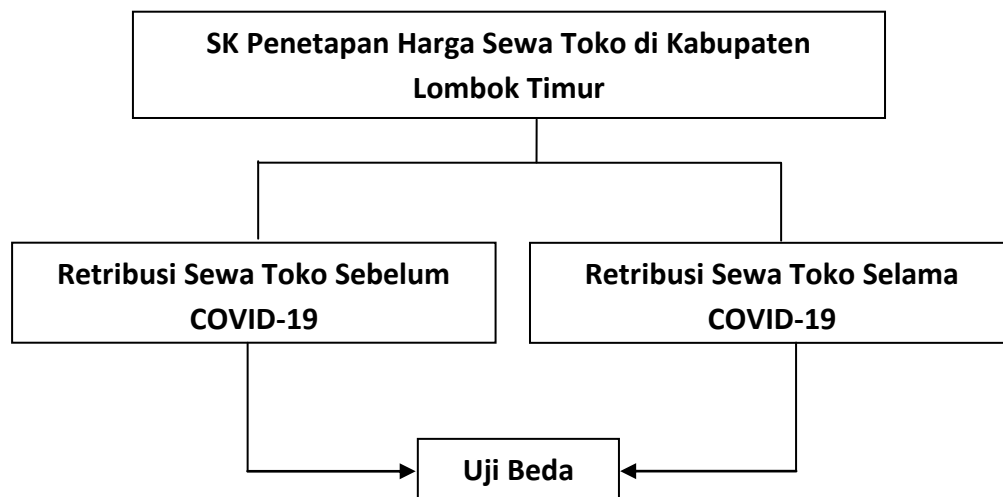 SK Penetapan Harga Sewa Toko di Kabupaten
Lombok Timur
Retribusi Sewa Toko Sebelum
COVID-19
Retribusi Sewa Toko Selama
COVID-19
Uji Beda